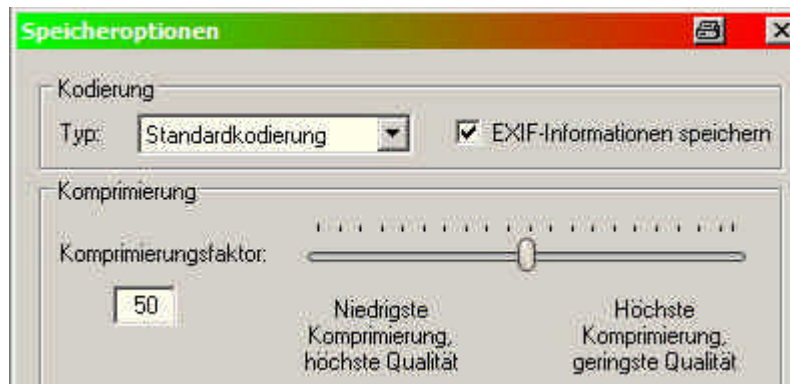 Speicheroptionen
Kodierung
Typ: Standardkodierung EXIF-Informationen speichern
Komprimierung
Komprimierungsfaktor:
50
Niedrigste Höchste
Komprimierung, Komprimierung,
höchste Qualität geringste Qualität